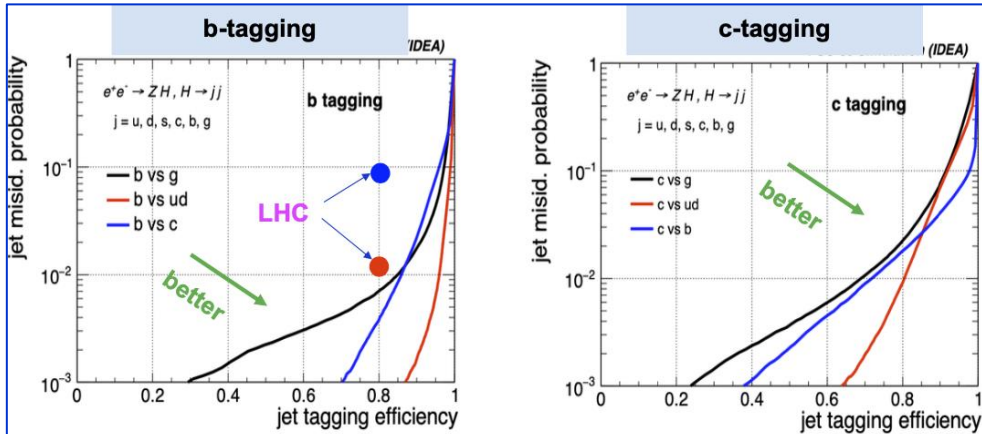 b-tagging
(IDEA)
jet misid. probability
1
10⁻¹
10⁻²
10⁻³
e⁺e⁻ → ZH, H → jj
j = u, d, s, c, b, g
b tagging
b vs g
b vs ud
b vs c
LHC
better
0 0.2 0.4 0.6 0.8 1
jet tagging efficiency
c-tagging
(IDEA)
jet misid. probability
1
10⁻¹
10⁻²
10⁻³
e⁺e⁻ → ZH, H → jj
j = u, d, s, c, b, g
c tagging
c vs g
c vs ud
c vs b
better
0 0.2 0.4 0.6 0.8 1
jet tagging efficiency